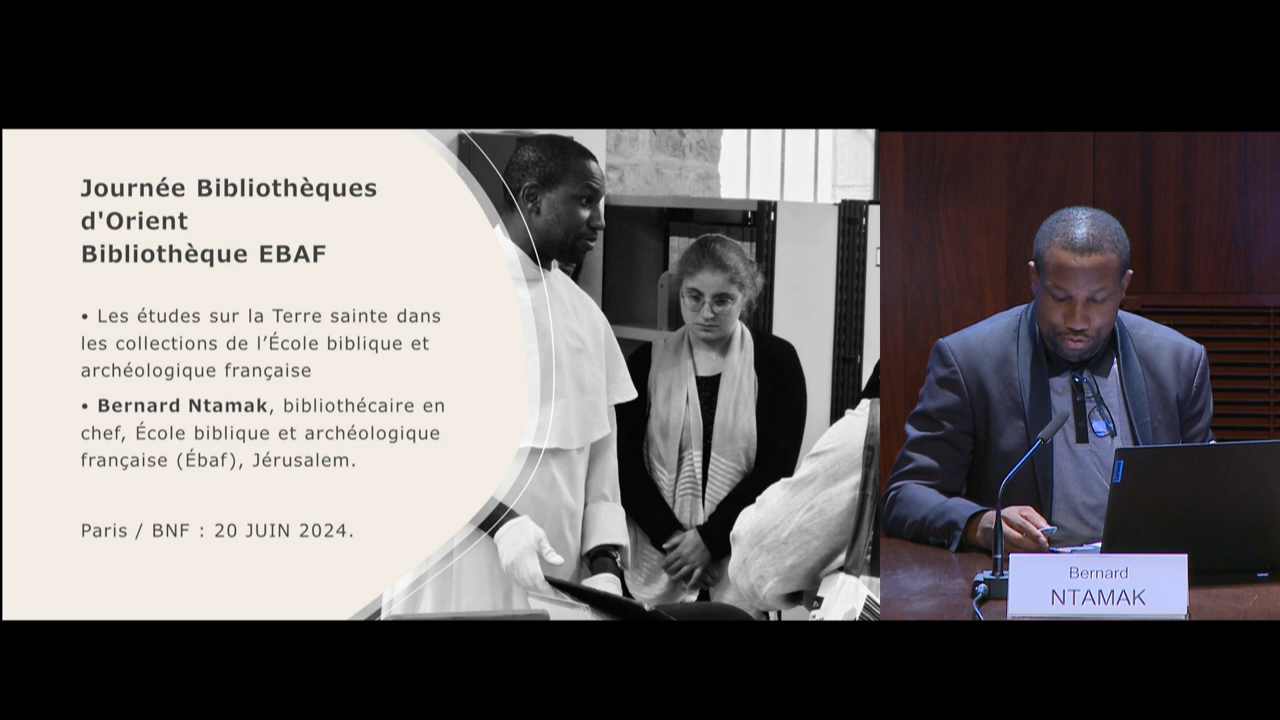 Journée Bibliothèques
d'Orient
Bibliothèque EBAF
• Les études sur la Terre sainte dans
les collections de l’École biblique et
archéologique française
• Bernard Ntamak, bibliothécaire en
chef, École biblique et archéologique
française (Ébaf), Jérusalem.
Paris / BNF : 20 JUIN 2024.
Lenovo
Bernard
NTAMAK